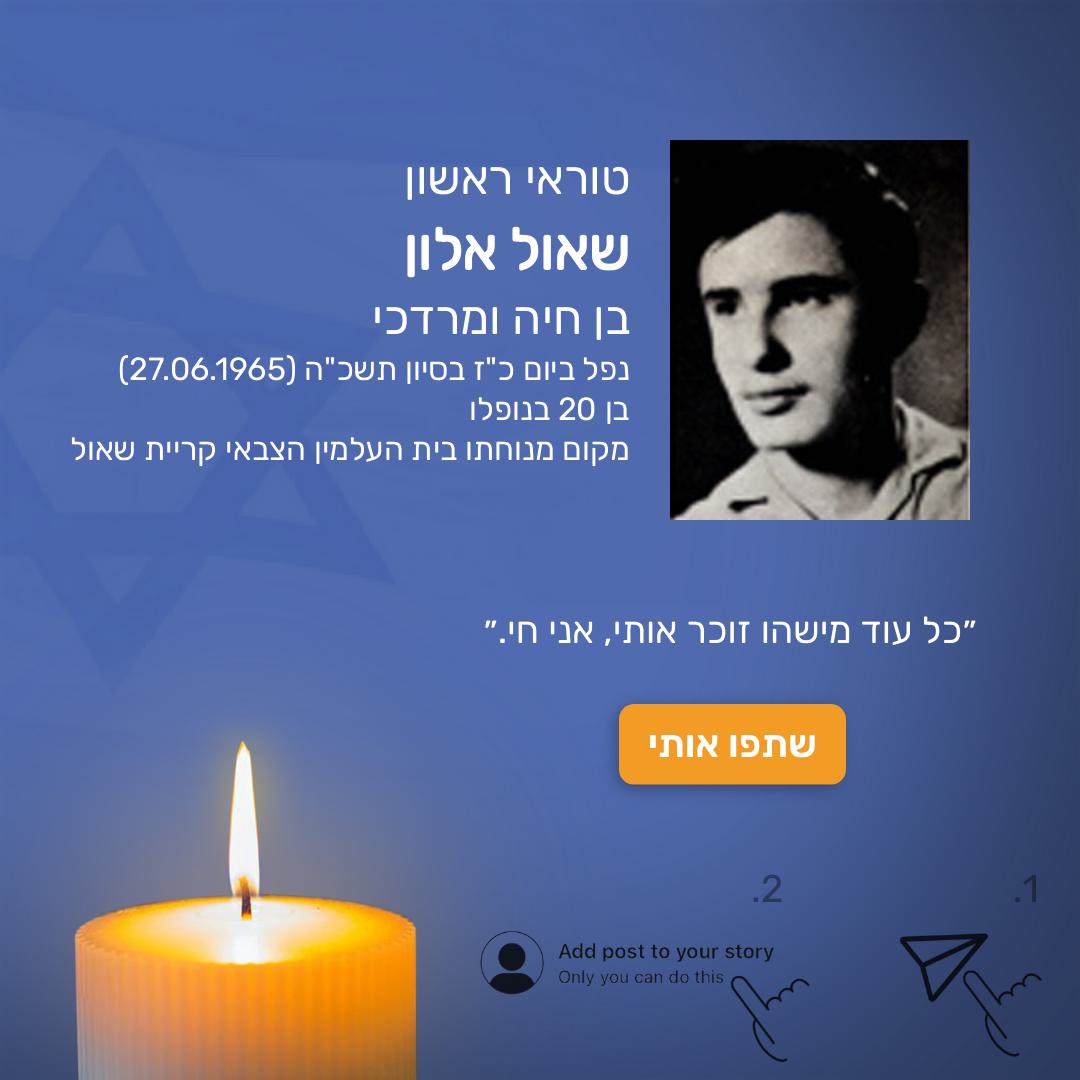 טוראי ראשון
שאול אלון
בן חיה ומרדכי
נפל ביום כ"ז בסיון תשכ"ה (27.06.1965)
בן 20 בנופלו
מקום מנוחתו בית העלמין הצבאי קריית שאול
״כל עוד מישהו זוכר אותי, אני חי.״
שתפו אותי
1.
2.
Add post to your story
Only you can do this